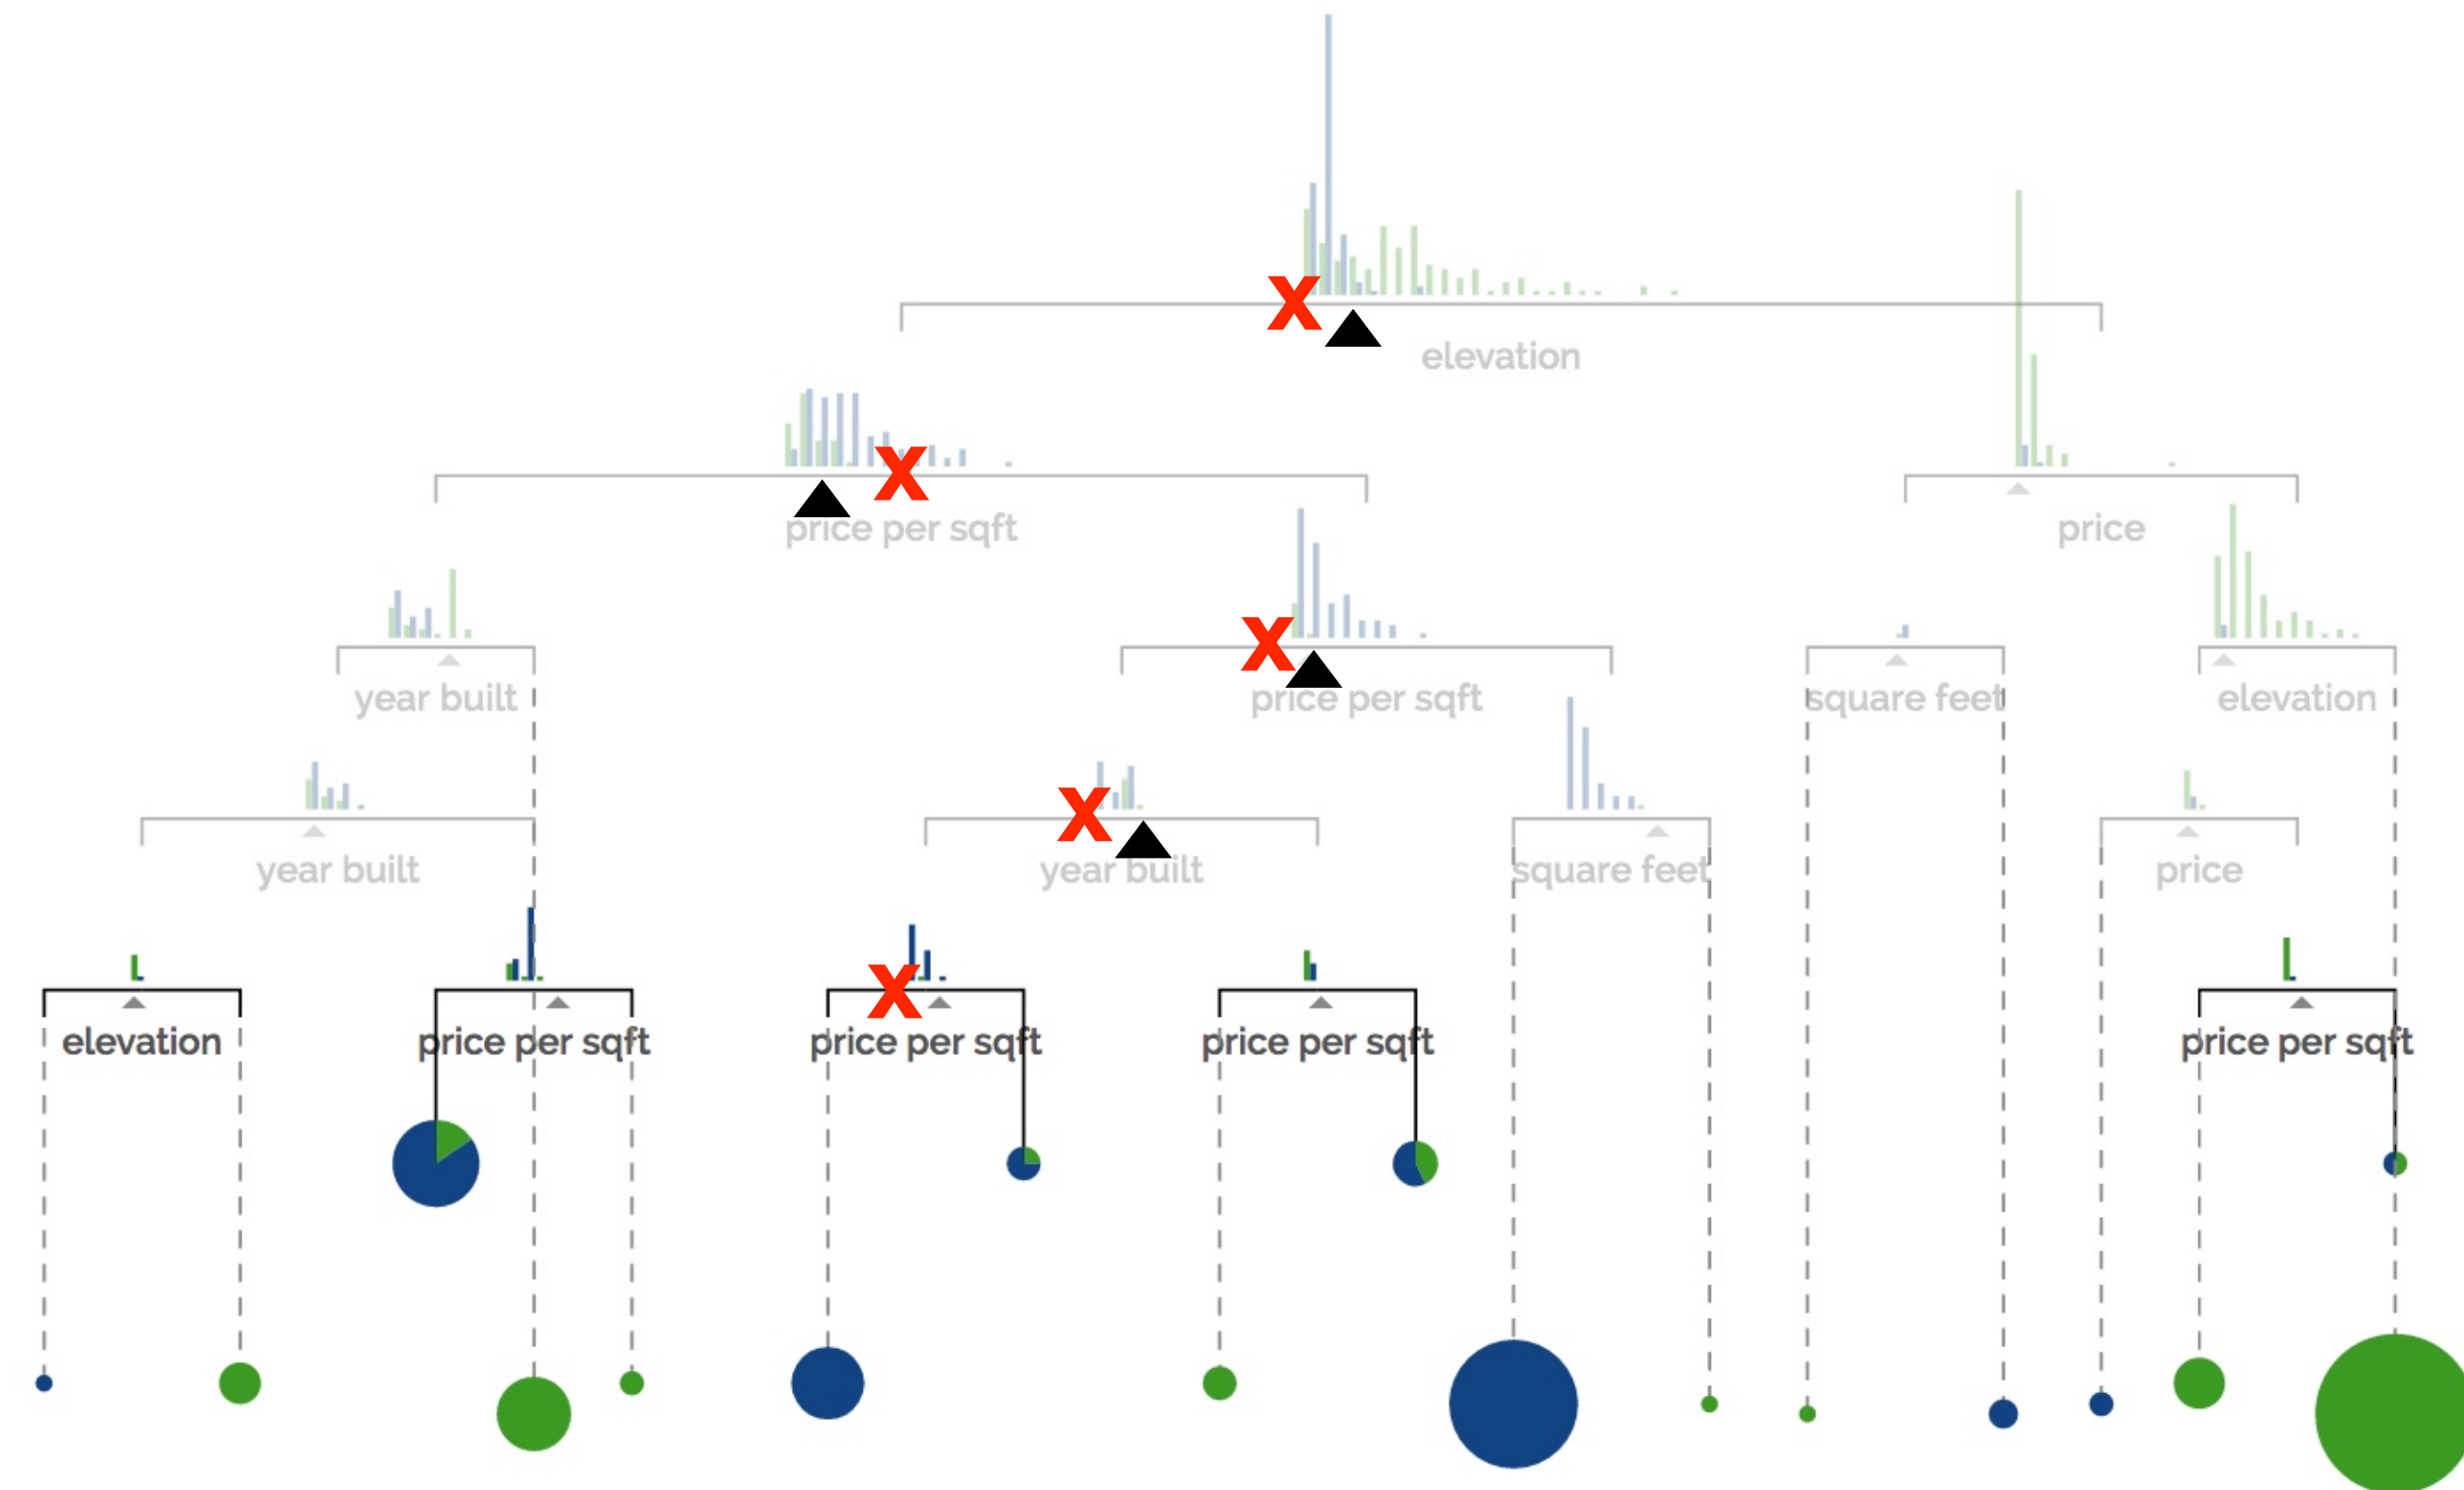 X
elevation
X
price per sqft
price
X
year built
price per sqft
square feet
elevation
X
year built
year built
square feet
price
X
elevation
price per sqft
price per sqft
price per sqft
price per sqft